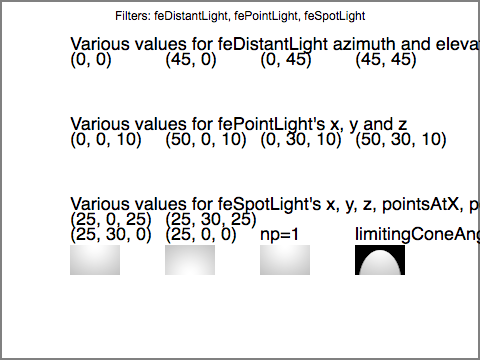 Filters: feDistantLight, fePointLight, feSpotLight
Various values for feDistantLight azimuth and eleva
(0, 0) (45, 0) (0, 45) (45, 45)
Various values for fePointLight's x, y and z
(0, 0, 10) (50, 0, 10) (0, 30, 10) (50, 30, 10)
Various values for feSpotLight's x, y, z, pointsAtX, p
(25, 0, 25) (25, 30, 25)
(25, 30, 0) (25, 0, 0) np=1 limitingConeAng